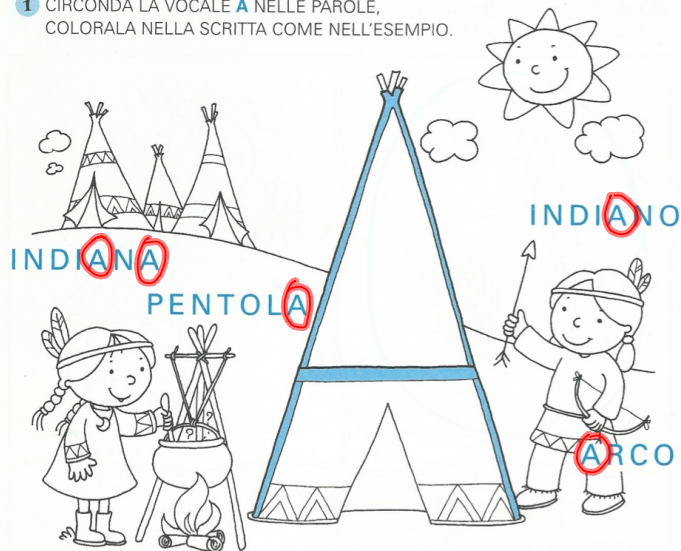 1 CIRCONDA LA VOCALE A NELLE PAROLE,
COLORALA NELLA SCRITTA COME NELL'ESEMPIO.
INDIANO
INDIANA
PENTOLA
ARCO